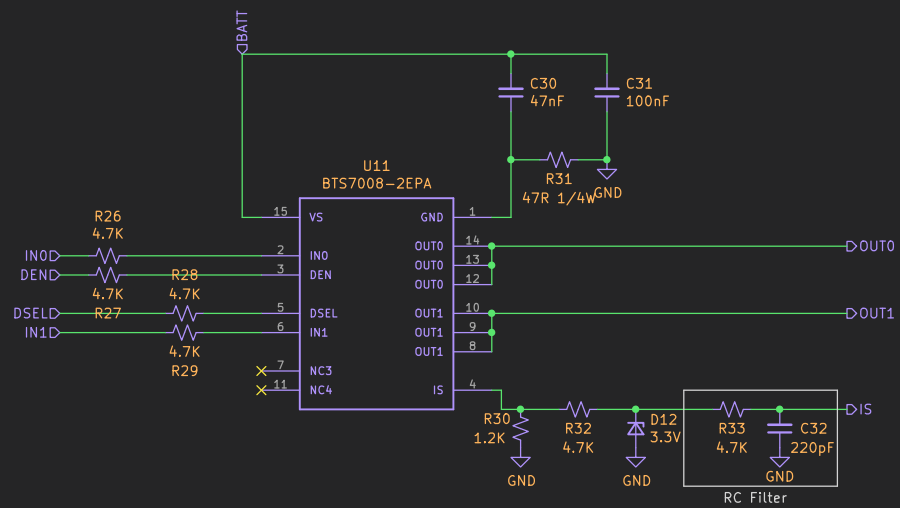 BATT
C30
47nF
C31
100nF
R31
47R 1/4W
GND
U11
BTS7008-2EPA
15 VS
GND 1
R26
4.7K
IN0
2 IN0
OUT0 14
OUT0
DEN
R28
3 DEN
OUT0 13
4.7K
4.7K
OUT0 12
DSEL
R27
5 DSEL
OUT1 10
OUT1
IN1
6 IN1
OUT1 9
4.7K
R29
OUT1 8
7 NC3
11 NC4
IS 4
R30
1.2K
GND
R32
4.7K
D12
3.3V
GND
R33
4.7K
C32
220pF
GND
IS
RC Filter